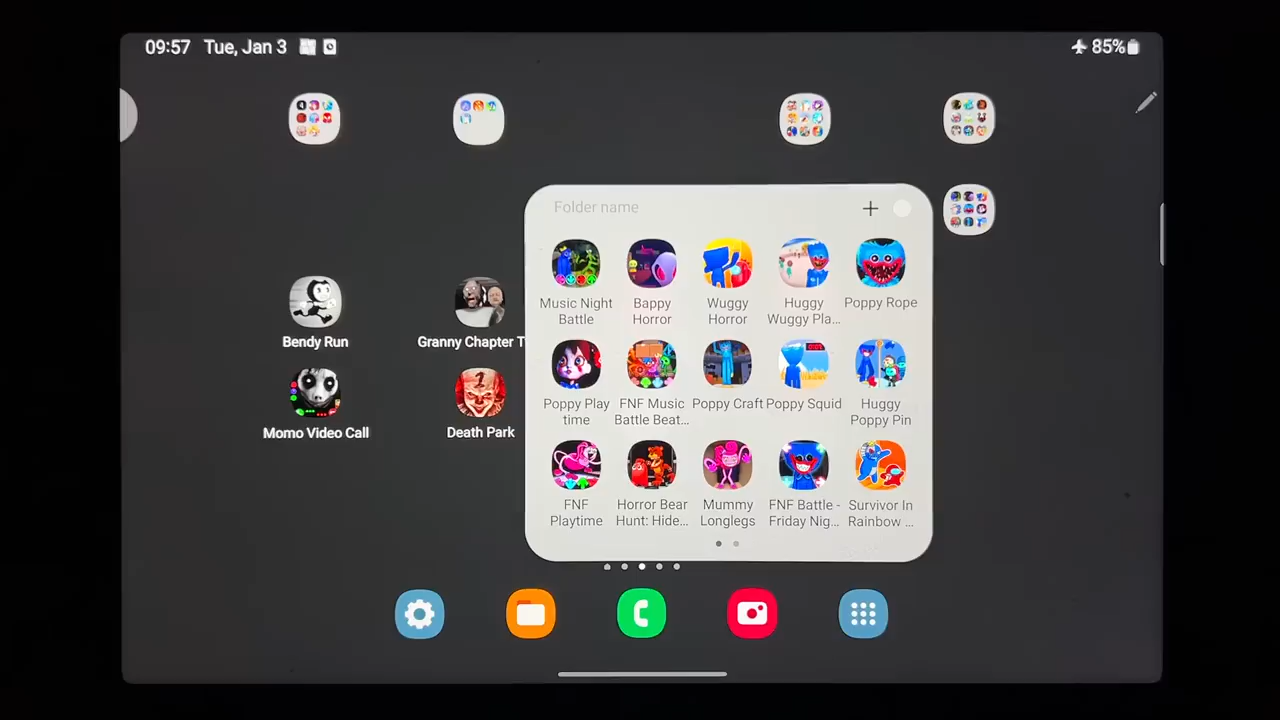 09:57 Tue, Jan 3
85%
Folder name
Music Night
Battle
Bappy
Horror
Wuggy
Horror
Huggy
Wuggy Pla...
Poppy Rope
Bendy Run
Granny Chapter T
Poppy Play
time
FNF Music
Battle Beat...
Poppy Craft
Poppy Squid
Huggy
Poppy Pin
Momo Video Call
Death Park
FNF
Playtime
Horror Bear
Hunt: Hide...
Mummy
Longlegs
FNF Battle -
Friday Nig...
Survivor In
Rainbow ...